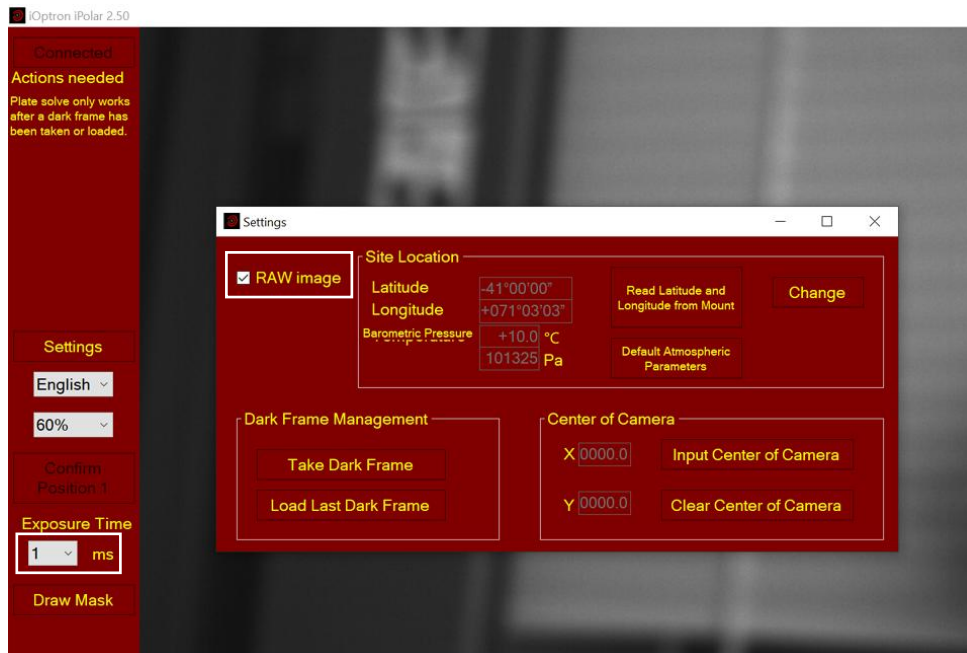 iOptron iPolar 2.50
Connected
Actions needed
Plate solve only works
after a dark frame has
been taken or loaded.
Settings
English
60%
Confirm
Position 1
Exposure Time
1 ms
Draw Mask
Settings
RAW image
Site Location
Latitude -41°00'00"
Longitude +071°03'03"
Read Latitude and
Longitude from Mount
Change
Barometric Pressure
Temperature +10.0 °C
101325 Pa
Default Atmospheric
Parameters
Dark Frame Management
Take Dark Frame
Load Last Dark Frame
Center of Camera
X 0000.0 Input Center of Camera
Y 0000.0 Clear Center of Camera